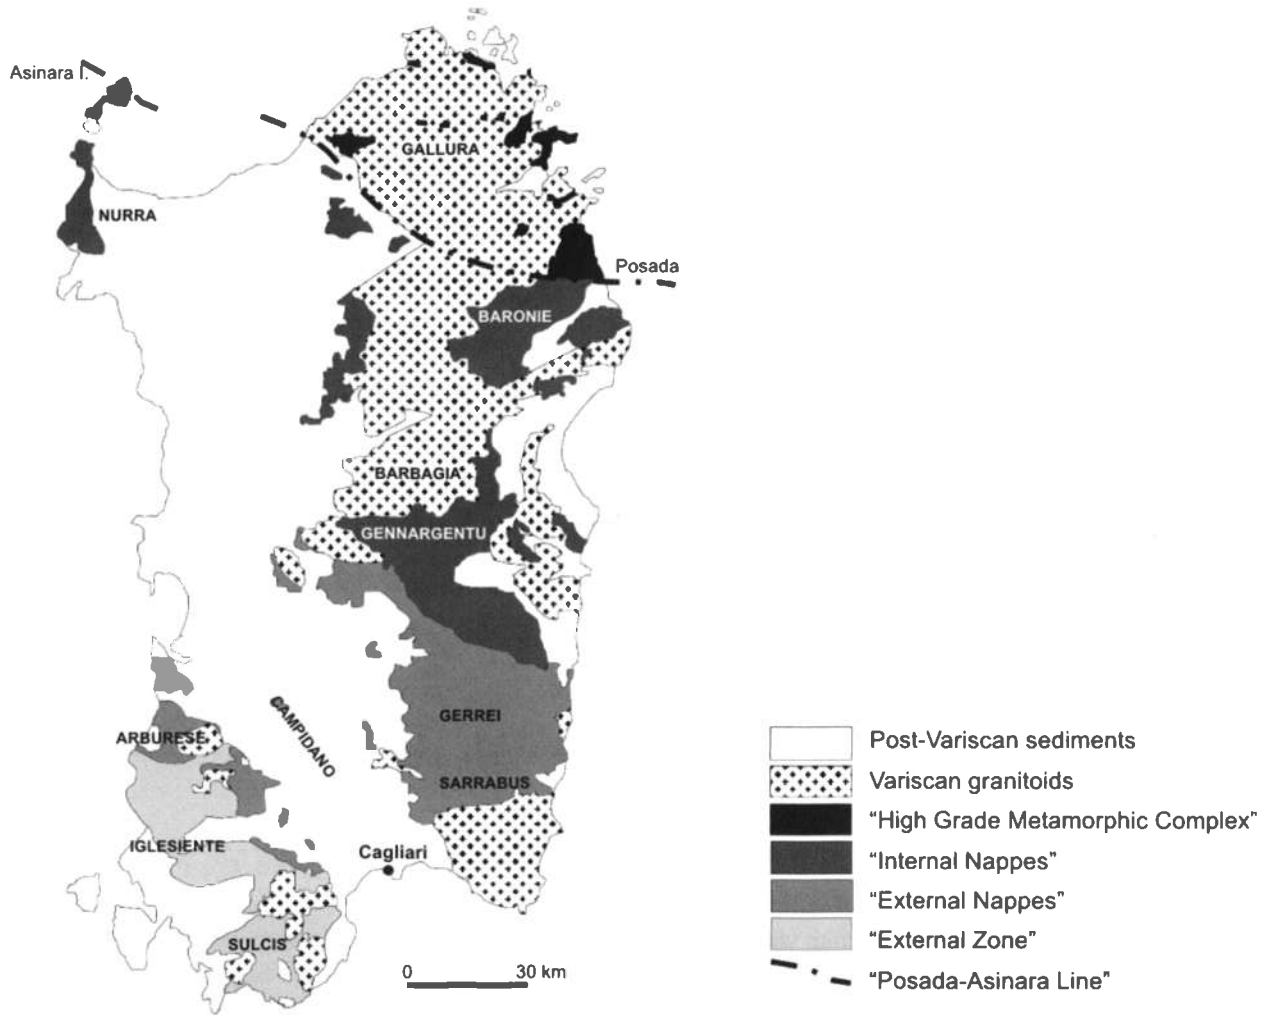 Asinara I.
GALLURA
NURRA
Posada
BARONIE
BARBAGIA
GENNARGENTU
CAMPIDANO
GERREI
ARBURESE
SARRABUS
IGLESIENTE
Cagliari
SULCIS
0 30 km
Post-Variscan sediments
Variscan granitoids
“High Grade Metamorphic Complex”
“Internal Nappes”
“External Nappes”
“External Zone”
“Posada-Asinara Line”